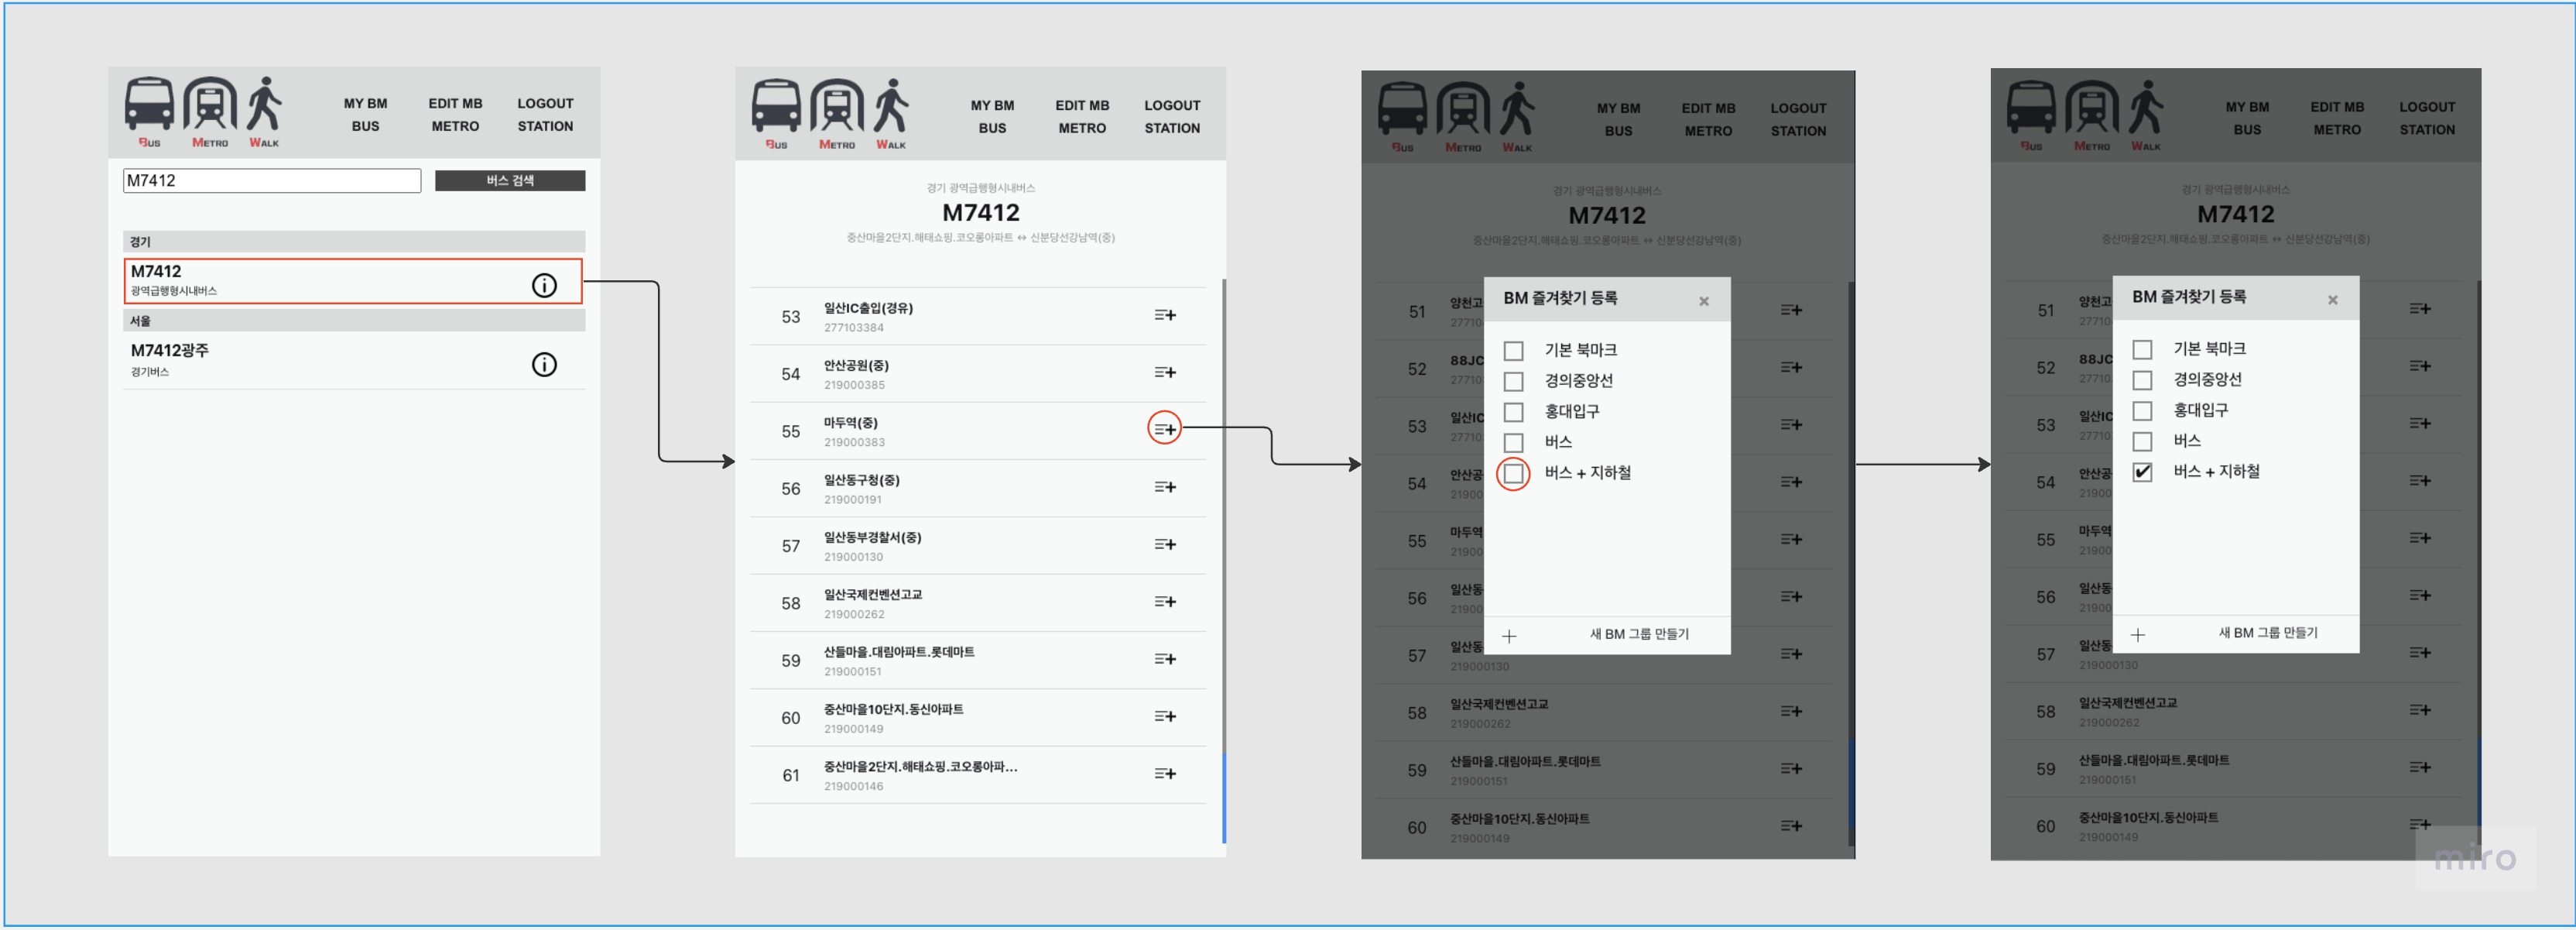 MY BM EDIT MB LOGOUT
BUS METRO STATION
BUS METRO WALK
M7412 버스 검색
경기
M7412
광역급행형시내버스
서울
M7412광주
경기버스
MY BM EDIT MB LOGOUT
BUS METRO STATION
BUS METRO WALK
경기 광역급행형시내버스
M7412
중산마을2단지.해태쇼핑.코오롱아파트 ↔ 신분당선강남역(중)
53 일산IC출입(경유)
277103384
54 안산공원(중)
219000385
55 마두역(중)
219000383
56 일산동구청(중)
219000191
57 일산동부경찰서(중)
219000130
58 일산국제컨벤션고교
219000262
59 산들마을.대림아파트.롯데마트
219000151
60 중산마을10단지.동신아파트
219000149
61 중산마을2단지.해태쇼핑.코오롱아파...
219000146
MY BM EDIT MB LOGOUT
BUS METRO STATION
BUS METRO WALK
경기 광역급행형시내버스
M7412
중산마을2단지.해태쇼핑.코오롱아파트 ↔ 신분당선강남역(중)
BM 즐겨찾기 등록 ×
기본 북마크
경의중앙선
홍대입구
버스
버스 + 지하철
+ 새 BM 그룹 만들기
51 양천고
27710
52 88JC
27710
53 일산IC
27710
54 안산공
21900
55 마두역
21900
56 일산동
21900
57 일산동
219000130
58 일산국제컨벤션고교
219000262
59 산들마을.대림아파트.롯데마트
219000151
60 중산마을10단지.동신아파트
219000149
MY BM EDIT MB LOGOUT
BUS METRO STATION
BUS METRO WALK
경기 광역급행형시내버스
M7412
중산마을2단지.해태쇼핑.코오롱아파트 ↔ 신분당선강남역(중)
BM 즐겨찾기 등록 ×
기본 북마크
경의중앙선
홍대입구
버스
버스 + 지하철
+ 새 BM 그룹 만들기
51 양천고
27710
52 88JC
27710
53 일산IC
27710
54 안산공
21900
55 마두역
21900
56 일산동
21900
57 일산동
219000130
58 일산국제컨벤션고교
219000262
59 산들마을.대림아파트.롯데마트
219000151
60 중산마을10단지.동신아파트
219000149
miro